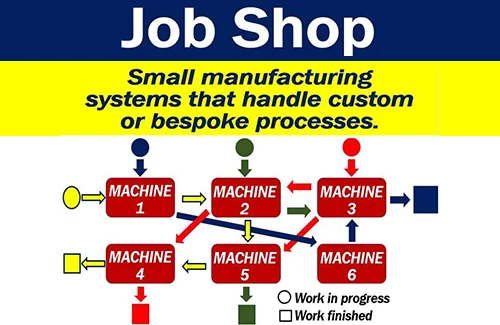 Job Shop
Small manufacturing
systems that handle custom
or bespoke processes.
MACHINE
1
MACHINE
2
MACHINE
3
MACHINE
4
MACHINE
5
MACHINE
6
Work in progress
Work finished